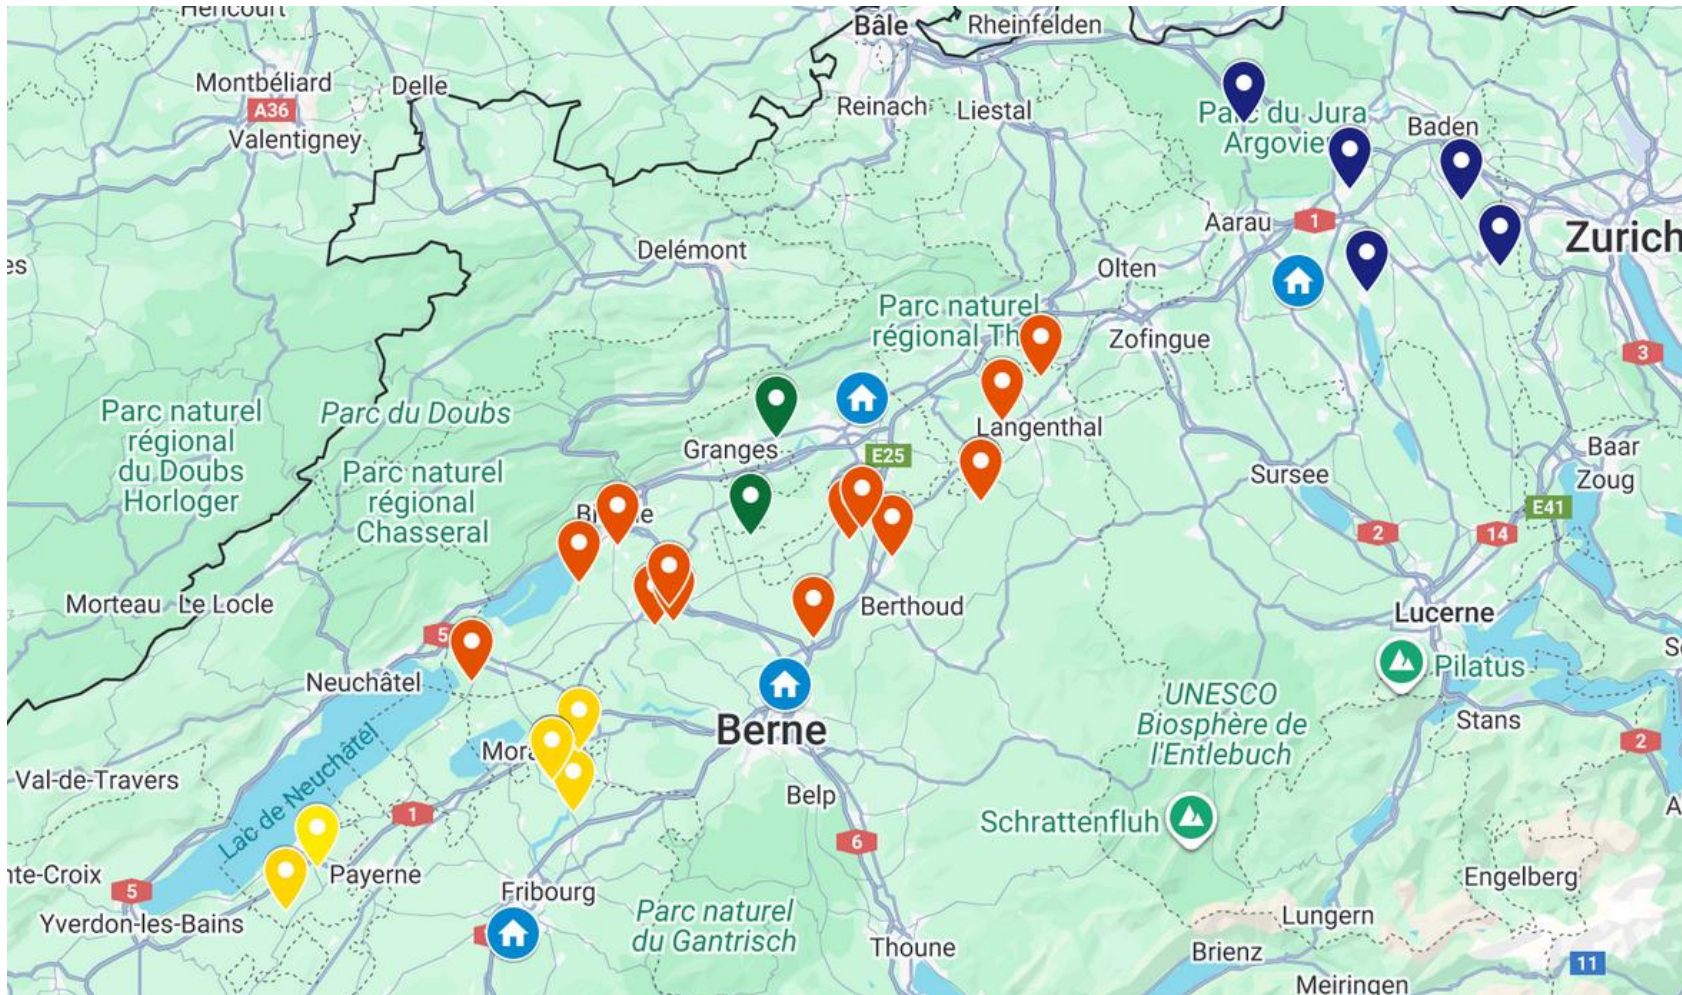 Héricourt
Bâle
Rheinfelden
Montbéliard
Delle
A36
Valentigney
Reinach
Liestal
Parc du Jura
Baden
Aarau
1
Zurich
es
Delémont
Olten
Parc naturel
régional
Zofingue
3
Parc naturel
régional
du Doubs
Horloger
Parc du Doubs
Granges
E25
Langenthal
Parc naturel
régional
Chasseral
Sursee
Baar
Zoug
E41
2
14
Morteau
Le Locle
Berthoud
Lucerne
5
Neuchâtel
Pilatus
Berne
UNESCO
Biosphère de
l'Entlebuch
Stans
2
Val-de-Travers
Lac de Neuchâtel
Belp
1
6
Schrattenfluh
nte-Croix
5
Payerne
Fribourg
Engelberg
Yverdon-les-Bains
Parc naturel
du Gantrisch
Thoune
Lungern
Brienz
11
Meiringen